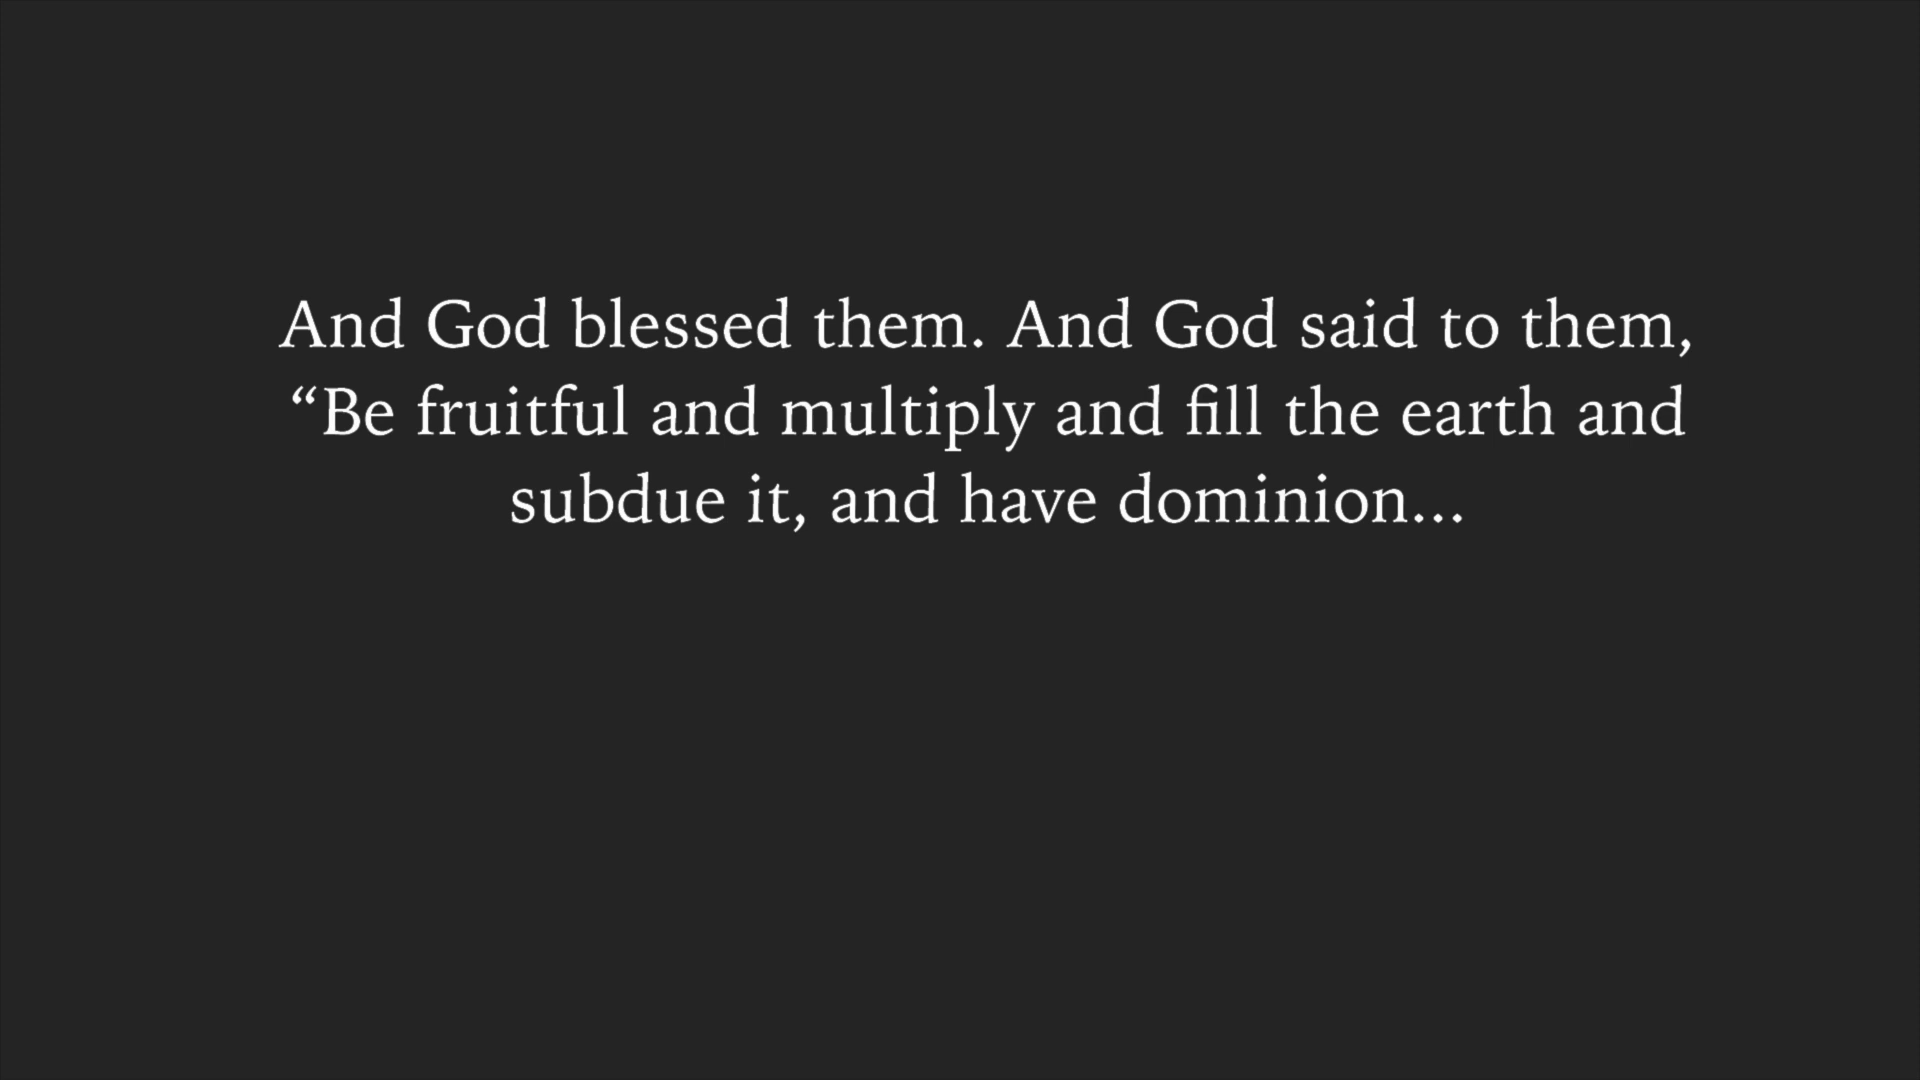 And God blessed them. And God said to them,
“Be fruitful and multiply and fill the earth and
subdue it, and have dominion...